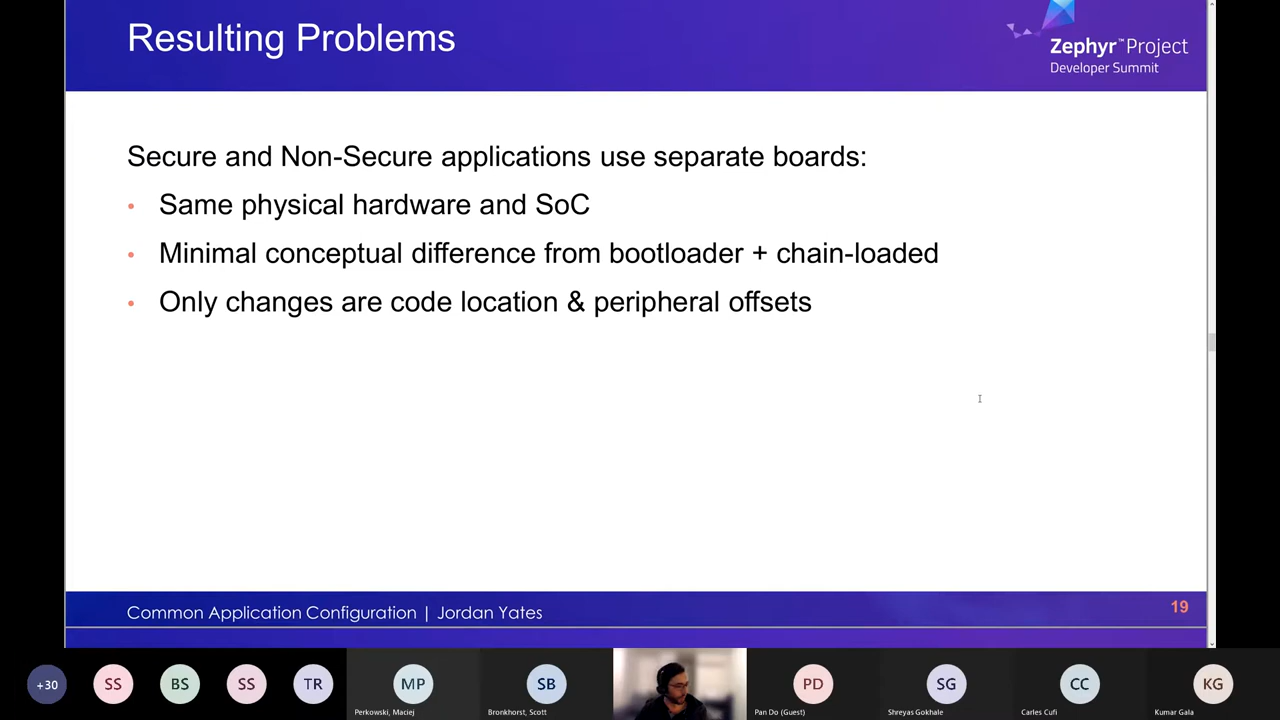 Resulting Problems
Zephyr™Project
Developer Summit
Secure and Non-Secure applications use separate boards:
• Same physical hardware and SoC
• Minimal conceptual difference from bootloader + chain-loaded
• Only changes are code location & peripheral offsets
Common Application Configuration | Jordan Yates
19
+30
SS
BS
SS
TR
MP
SB
PD
SG
CC
KG
Perkowski, Maciej
Bronkhorst, Scott
Pan Do (Guest)
Shreyas Gokhale
Carles Cufi
Kumar Gala